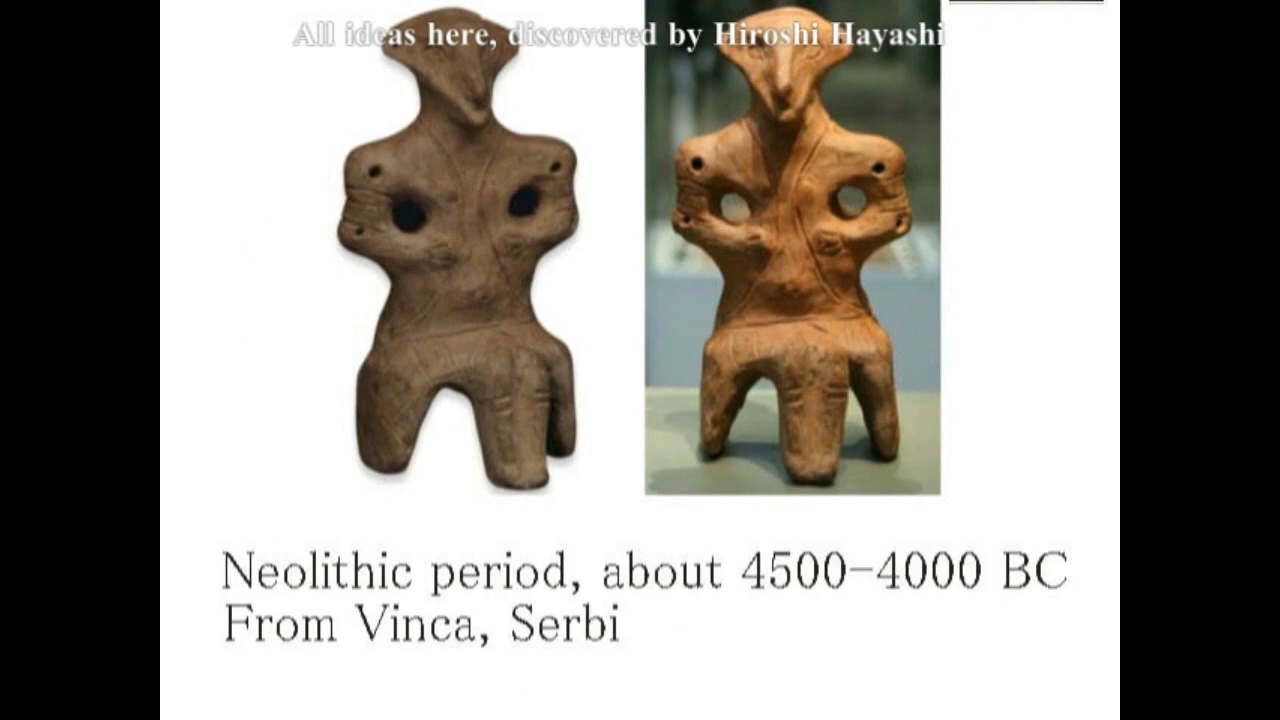 All ideas here, discovered by Hiroshi Hayashi
Neolithic period, about 4500-4000 BC
From Vinca, Serbi